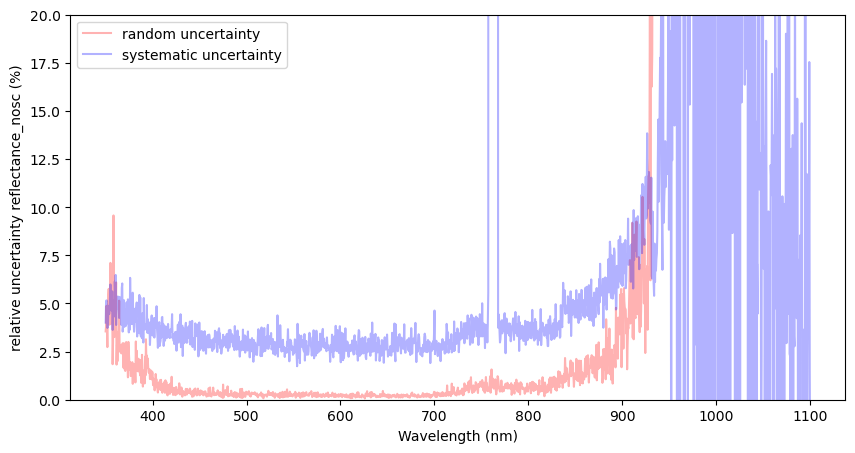 random uncertainty
systematic uncertainty
relative uncertainty reflectance_nosc (%)
20.0
17.5
15.0
12.5
10.0
7.5
5.0
2.5
0.0
400 500 600 700 800 900 1000 1100
Wavelength (nm)